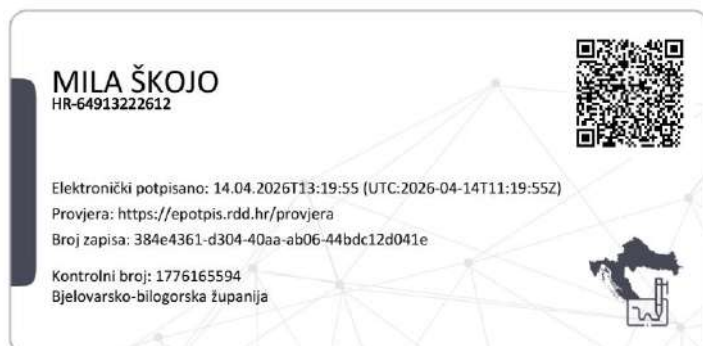 MILA ŠKOJO
HR-64913222612
Elektronički potpisano: 14.04.2026T13:19:55 (UTC:2026-04-14T11:19:55Z)
Provjera: https://epotpis.rdd.hr/provjera
Broj zapisa: 384e4361-d304-40aa-ab06-44bdc12d041e
Kontrolni broj: 1776165594
Bjelovarsko-bilogorska županija